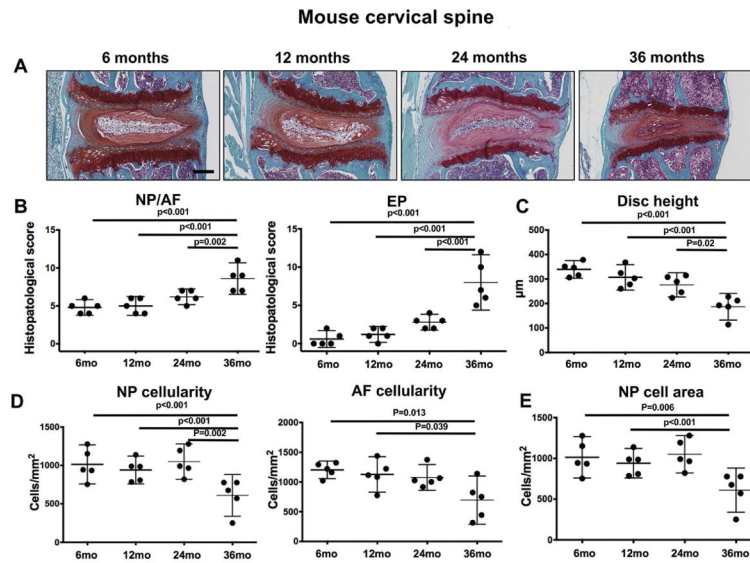 Mouse cervical spine
6 months 12 months 24 months 36 months
A
B NP/AF EP C Disc height
p<0.001 p<0.001 p<0.001
p<0.001 p<0.001 p<0.001
p=0.002 p<0.001 P=0.02
Histopatological score
15
10
5
0
6mo 12mo 24mo 36mo
Histopatological score
15
10
5
0
6mo 12mo 24mo 36mo
µm
500
400
300
200
100
0
6mo 12mo 24mo 36mo
D NP cellularity AF cellularity E NP cell area
p<0.001 P=0.013 P=0.006
p<0.001 P=0.039 p<0.001
P=0.002
Cells/mm²
1500
1000
500
0
6mo 12mo 24mo 36mo
Cells/mm²
2000
1500
1000
500
0
6mo 12mo 24mo 36mo
Cells/mm²
1500
1000
500
0
6mo 12mo 24mo 36mo